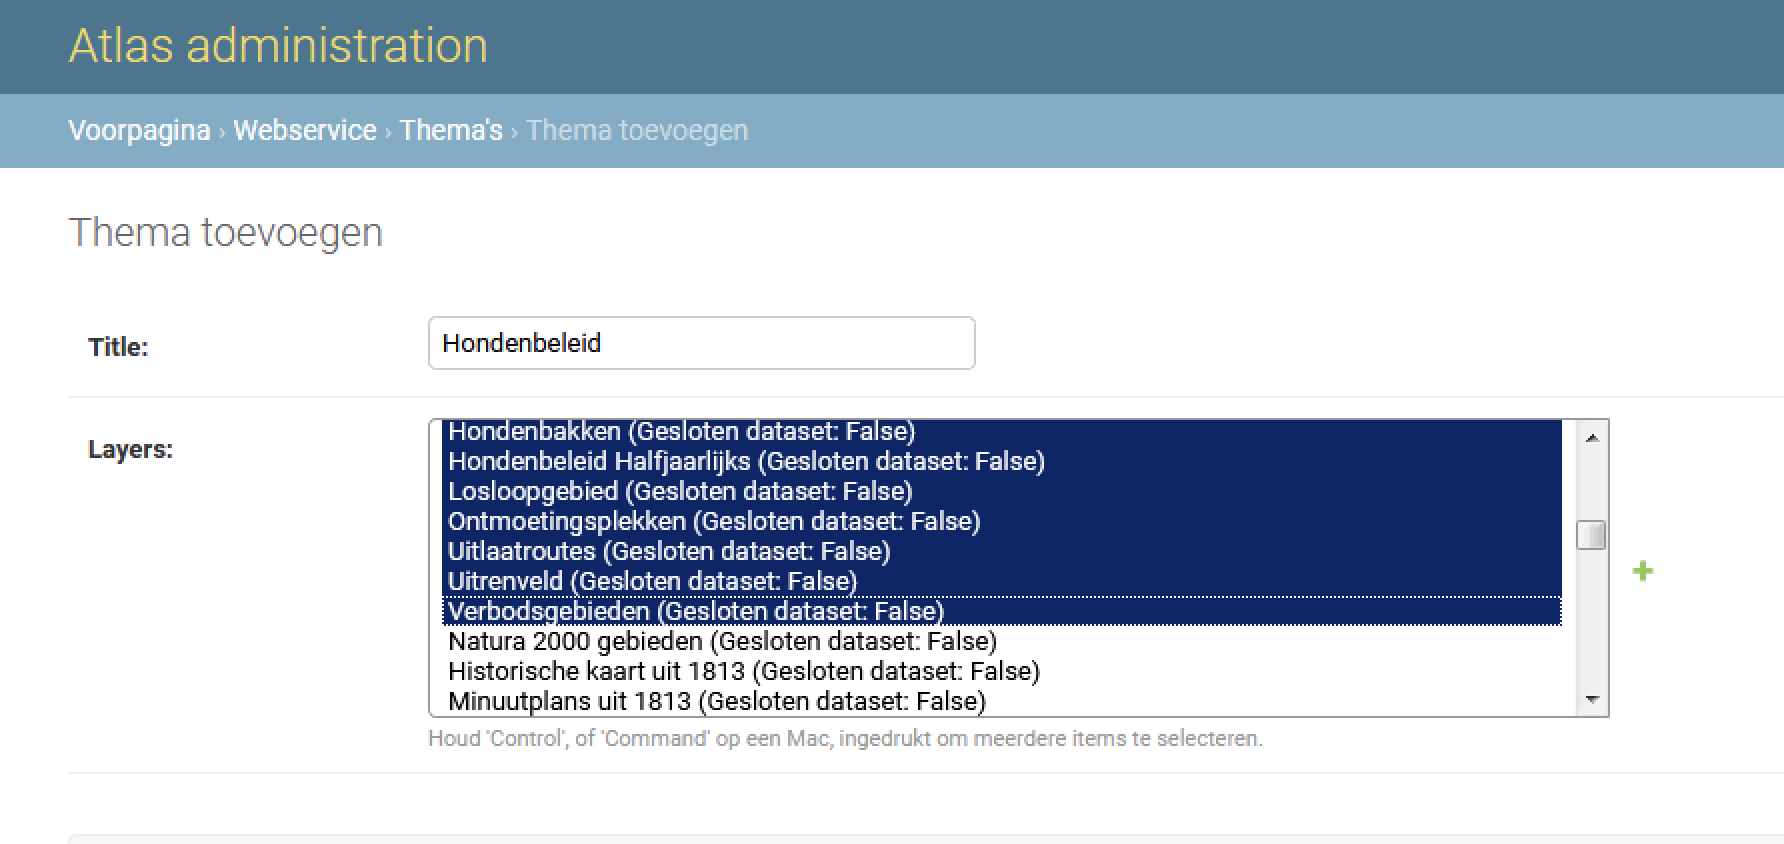 Atlas administration
Voorpagina › Webservice › Thema's › Thema toevoegen
Thema toevoegen
Title:
Hondenbeleid
Layers:
Hondenbakken (Gesloten dataset: False)
Hondenbeleid Halfjaarlijks (Gesloten dataset: False)
Losloopgebied (Gesloten dataset: False)
Ontmoetingsplekken (Gesloten dataset: False)
Uitlaatroutes (Gesloten dataset: False)
Uitrenveld (Gesloten dataset: False)
Verbodsgebieden (Gesloten dataset: False)
Natura 2000 gebieden (Gesloten dataset: False)
Historische kaart uit 1813 (Gesloten dataset: False)
Minuutplans uit 1813 (Gesloten dataset: False)
Houd 'Control', of 'Command' op een Mac, ingedrukt om meerdere items te selecteren.